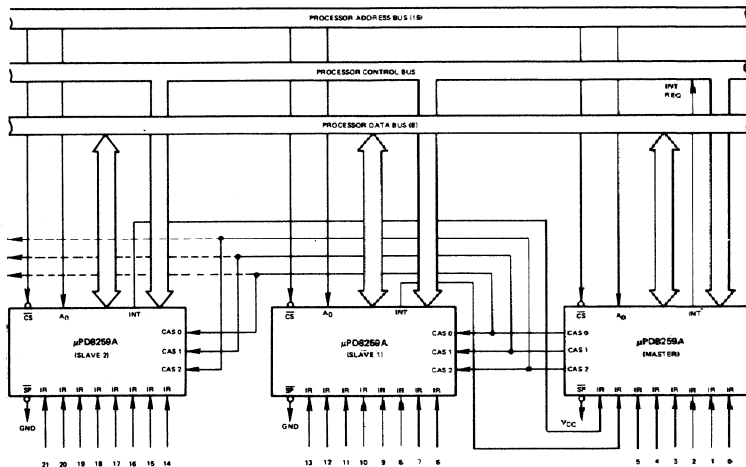 PROCESSOR ADDRESS BUS (16)
PROCESSOR CONTROL BUS
INT
REQ
PROCESSOR DATA BUS (8)
CS A0 INT
CS A0 INT
CS A0 INT
μPD8259A
(SLAVE 2)
CAS 0
CAS 1
CAS 2
μPD8259A
(SLAVE 1)
CAS 0
CAS 1
CAS 2
CAS 0
CAS 1
CAS 2
μPD8259A
(MASTER)
SP IR IR IR IR IR IR IR IR
SP IR IR IR IR IR IR IR IR
SP IR IR IR IR IR IR IR IR
GND
GND
VCC
21 20 19 18 17 16 15 14
13 12 11 10 9 8 7 6
5 4 3 2 1 0